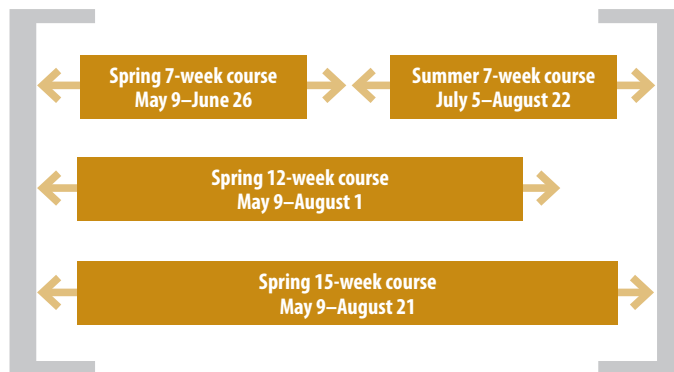 Spring 7-week course
May 9–June 26
Summer 7-week course
July 5–August 22
Spring 12-week course
May 9–August 1
Spring 15-week course
May 9–August 21